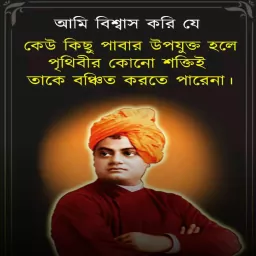 আমি বিশ্বাস করি যে
কেউ কিছু পাবার উপযুক্ত হলে
পৃথিবীর কোনো শক্তিই
তাকে বঞ্চিত করতে পারেনা।